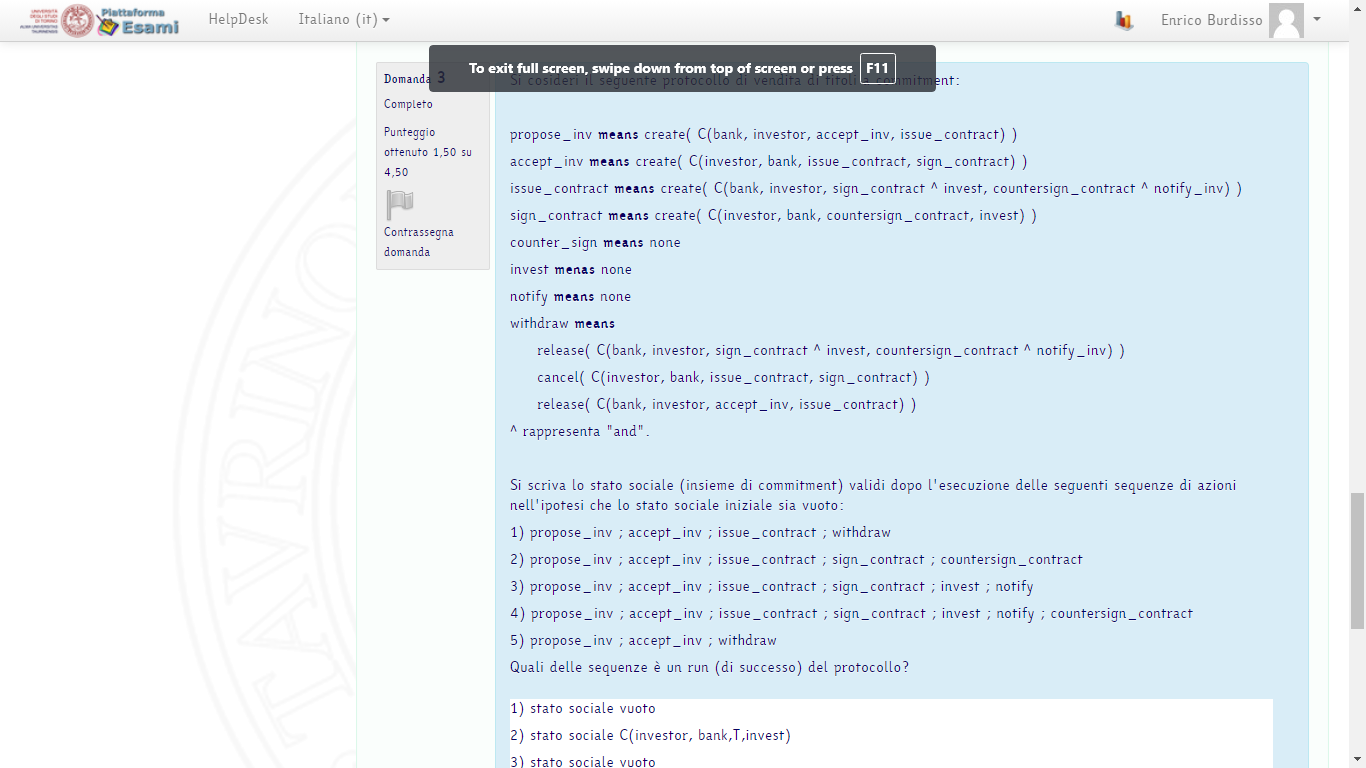 UNIVERSITÀ
DEGLI STUDI
DI TORINO
ALMA UNIVERSITAS
TAURINENSIS
Piattaforma
Esami
HelpDesk
Italiano (it)
Enrico Burdisso
To exit full screen, swipe down from top of screen or press F11
Domanda 3
Completo
Punteggio
ottenuto 1,50 su
4,50
Contrassegna
domanda
Si cosideri il seguente protocollo di vendita di titoli a commitment:
propose_inv means create( C(bank, investor, accept_inv, issue_contract) )
accept_inv means create( C(investor, bank, issue_contract, sign_contract) )
issue_contract means create( C(bank, investor, sign_contract ^ invest, countersign_contract ^ notify_inv) )
sign_contract means create( C(investor, bank, countersign_contract, invest) )
counter_sign means none
invest menas none
notify means none
withdraw means
release( C(bank, investor, sign_contract ^ invest, countersign_contract ^ notify_inv) )
cancel( C(investor, bank, issue_contract, sign_contract) )
release( C(bank, investor, accept_inv, issue_contract) )
^ rappresenta "and".
Si scriva lo stato sociale (insieme di commitment) validi dopo l'esecuzione delle seguenti sequenze di azioni
nell'ipotesi che lo stato sociale iniziale sia vuoto:
1) propose_inv ; accept_inv ; issue_contract ; withdraw
2) propose_inv ; accept_inv ; issue_contract ; sign_contract ; countersign_contract
3) propose_inv ; accept_inv ; issue_contract ; sign_contract ; invest ; notify
4) propose_inv ; accept_inv ; issue_contract ; sign_contract ; invest ; notify ; countersign_contract
5) propose_inv ; accept_inv ; withdraw
Quali delle sequenze è un run (di successo) del protocollo?
1) stato sociale vuoto
2) stato sociale C(investor, bank,T,invest)
3) stato sociale vuoto
TAVRINO